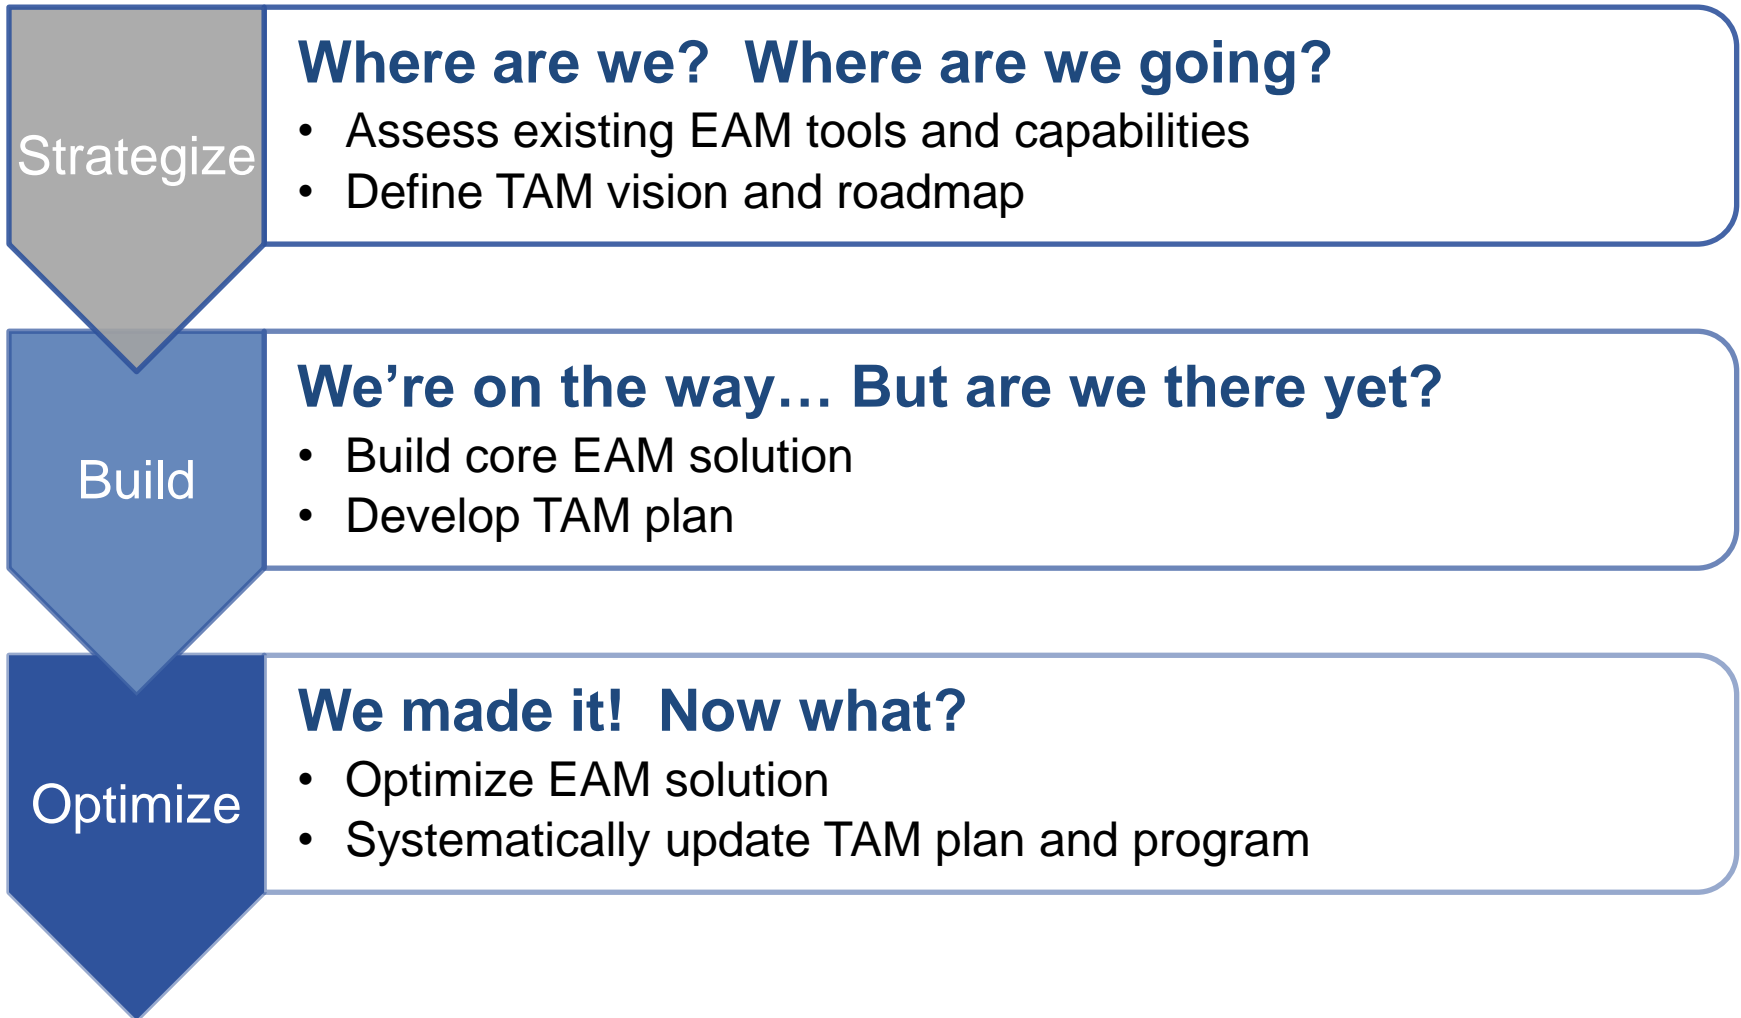 Strategize
Where are we?  Where are we going?
• Assess existing EAM tools and capabilities
• Define TAM vision and roadmap
Build
We’re on the way… But are we there yet?
• Build core EAM solution
• Develop TAM plan
Optimize
We made it!  Now what?
• Optimize EAM solution
• Systematically update TAM plan and program